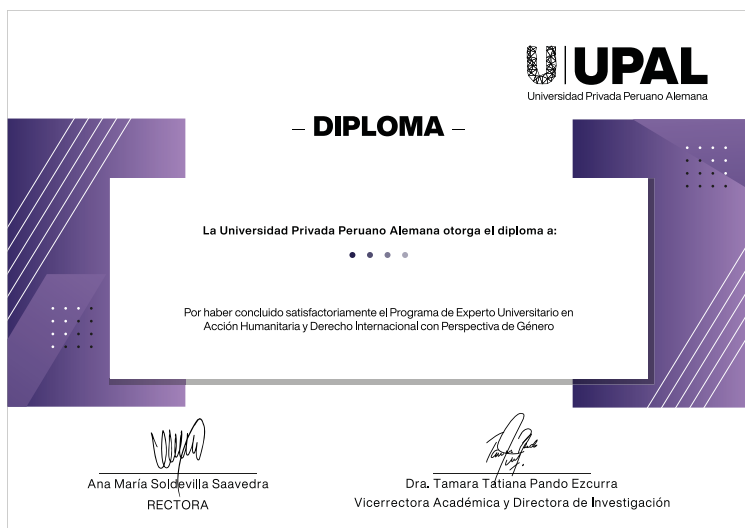 UPAL
Universidad Privada Peruano Alemana
– DIPLOMA –
La Universidad Privada Peruano Alemana otorga el diploma a:
Por haber concluido satisfactoriamente el Programa de Experto Universitario en
Acción Humanitaria y Derecho Internacional con Perspectiva de Género
Ana María Soldevilla Saavedra
RECTORA
Dra. Tamara Tatiana Pando Ezcurra
Vicerrectora Académica y Directora de Investigación